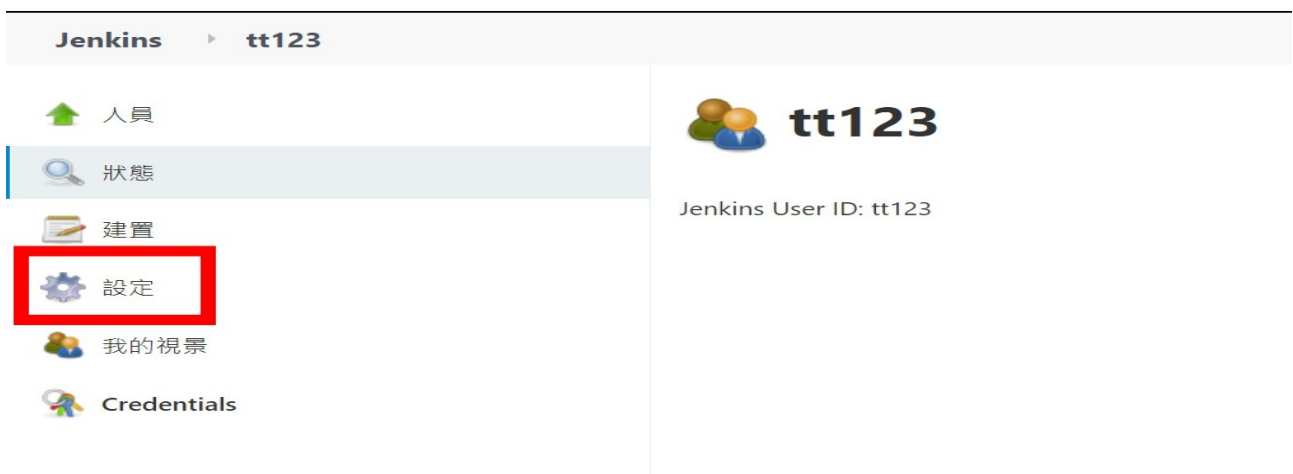 Jenkins tt123
人員
狀態
建置
設定
我的視景
Credentials
tt123
Jenkins User ID: tt123